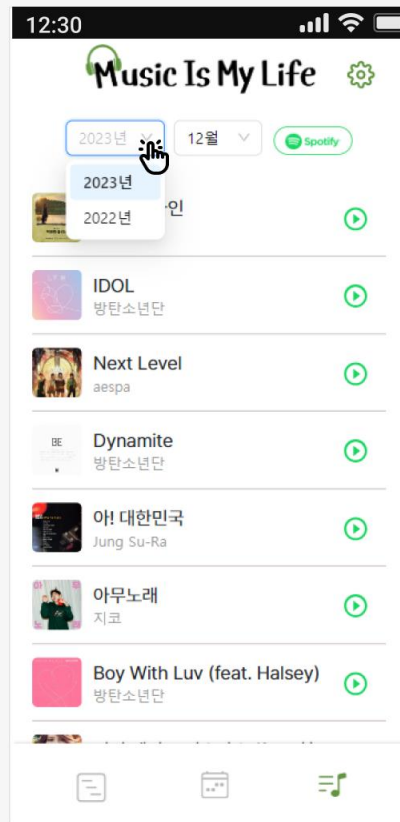 12:30
Music Is My Life
2023년 12월 Spotify
2023년
2022년
인
IDOL
방탄소년단
Next Level
aespa
BE
Dynamite
방탄소년단
아! 대한민국
Jung Su-Ra
아무노래
지코
Boy With Luv (feat. Halsey)
방탄소년단